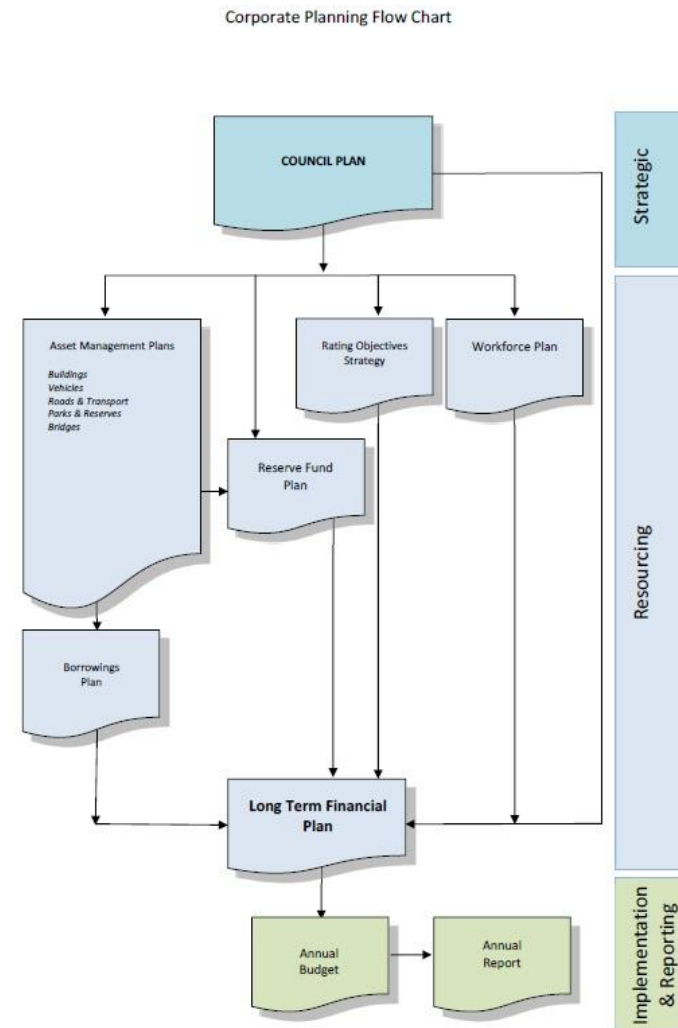 Corporate Planning Flow Chart
COUNCIL PLAN
Strategic
Asset Management Plans
Buildings
Vehicles
Roads & Transport
Parks & Reserves
Bridges
Rating Objectives
Strategy
Workforce Plan
Reserve Fund
Plan
Resourcing
Borrowings
Plan
Long Term Financial
Plan
Annual
Budget
Annual
Report
Implementation
& Reporting